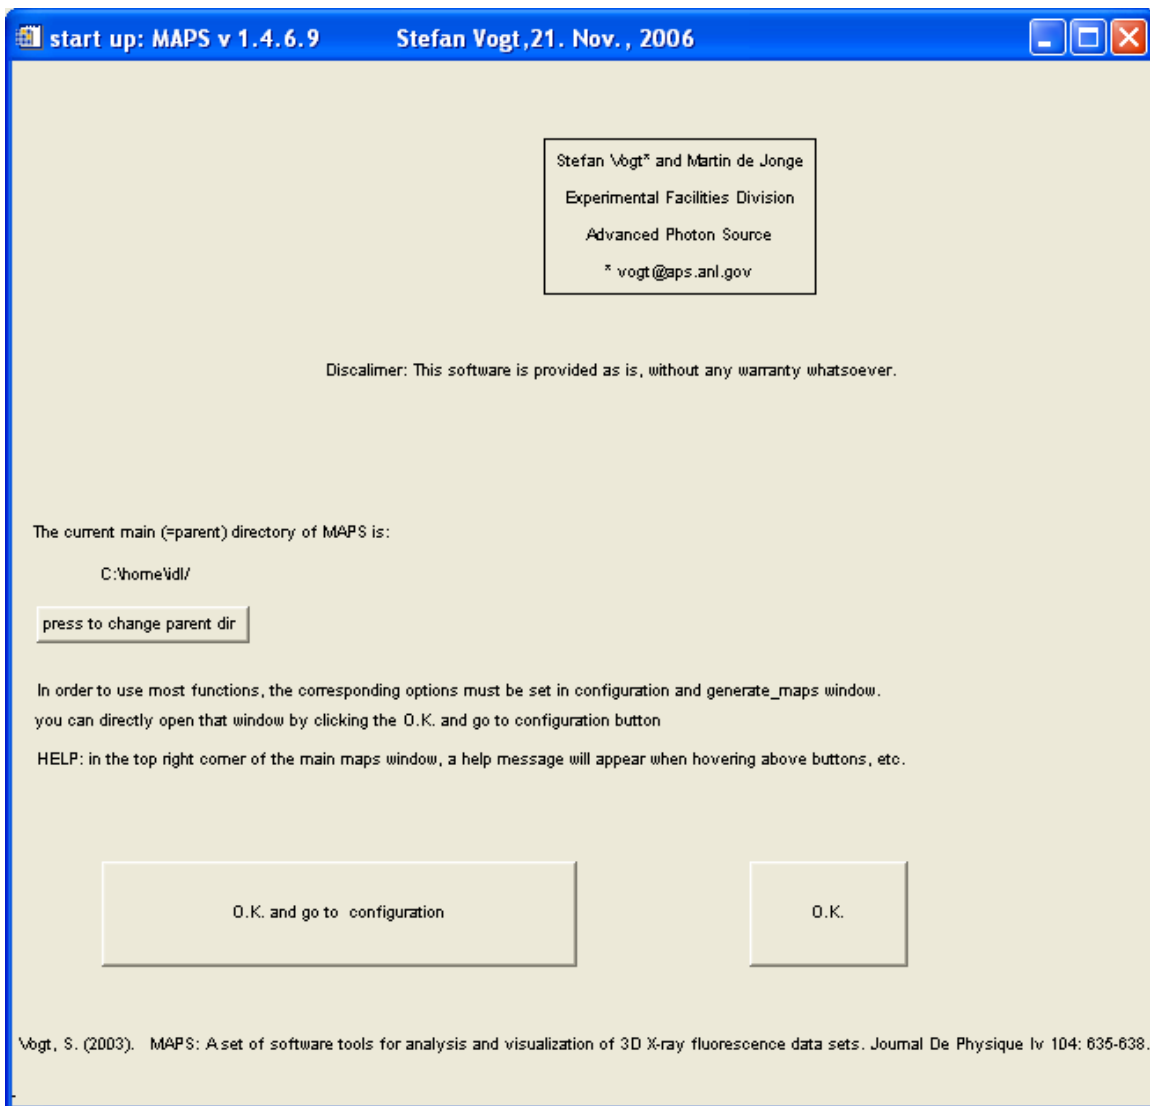 start up: MAPS v 1.4.6.9 Stefan Vogt,21. Nov., 2006
Stefan Vogt* and Martin de Jonge
Experimental Facilities Division
Advanced Photon Source
* vogt@aps.anl.gov
Discalimer: This software is provided as is, without any warranty whatsoever.
The current main (=parent) directory of MAPS is:
C:\home\idl/
press to change parent dir
In order to use most functions, the corresponding options must be set in configuration and generate_maps window.
you can directly open that window by clicking the O.K. and go to configuration button
HELP: in the top right corner of the main maps window, a help message will appear when hovering above buttons, etc.
O.K. and go to configuration
O.K.
Vogt, S. (2003). MAPS: A set of software tools for analysis and visualization of 3D X-ray fluorescence data sets. Journal De Physique Iv 104: 635-638.